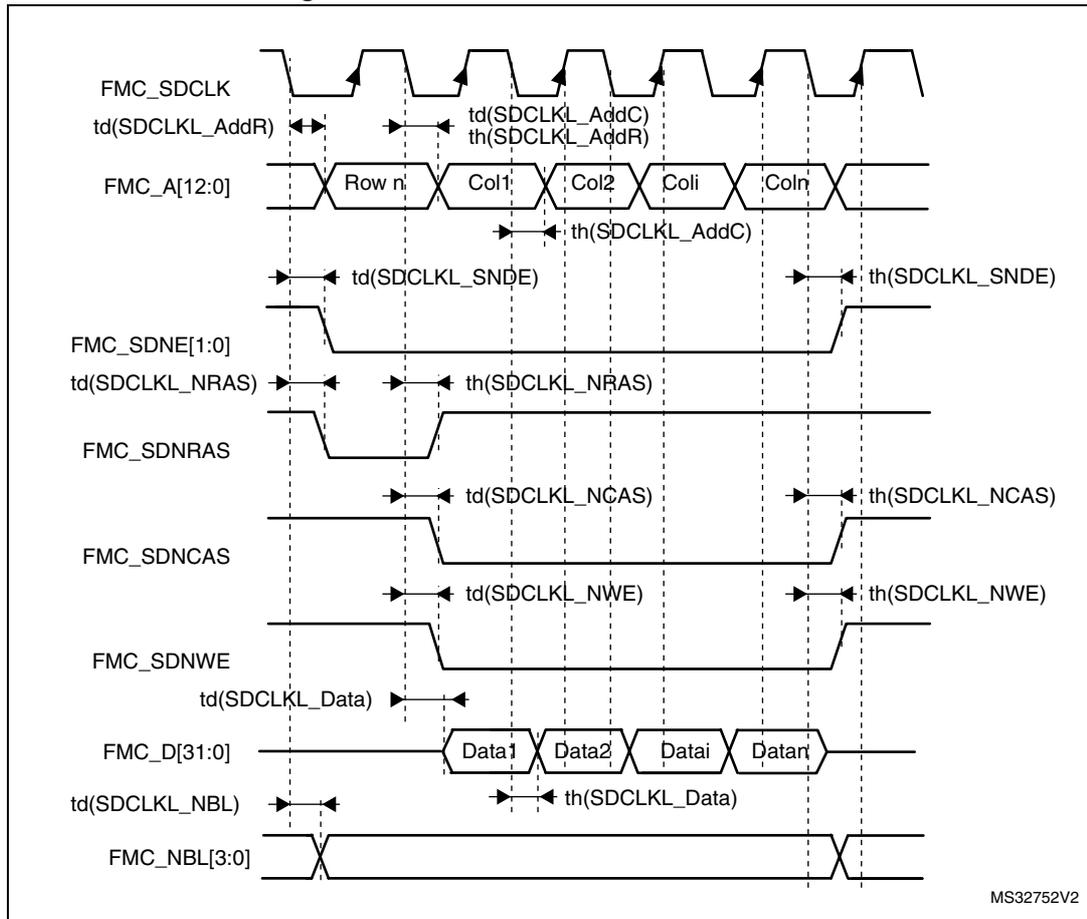 FMC_SDCLK
td(SDCLKL_AddR)
td(SDCLKL_AddC)
th(SDCLKL_AddR)
FMC_A[12:0]
Row n
Col1
Col2
Coli
Coln
th(SDCLKL_AddC)
td(SDCLKL_SNDE)
th(SDCLKL_SNDE)
FMC_SDNE[1:0]
td(SDCLKL_NRAS)
th(SDCLKL_NRAS)
FMC_SDNRAS
td(SDCLKL_NCAS)
th(SDCLKL_NCAS)
FMC_SDNCAS
td(SDCLKL_NWE)
th(SDCLKL_NWE)
FMC_SDNWE
td(SDCLKL_Data)
FMC_D[31:0]
Data1
Data2
Datai
Datan
td(SDCLKL_NBL)
th(SDCLKL_Data)
FMC_NBL[3:0]
MS32752V2